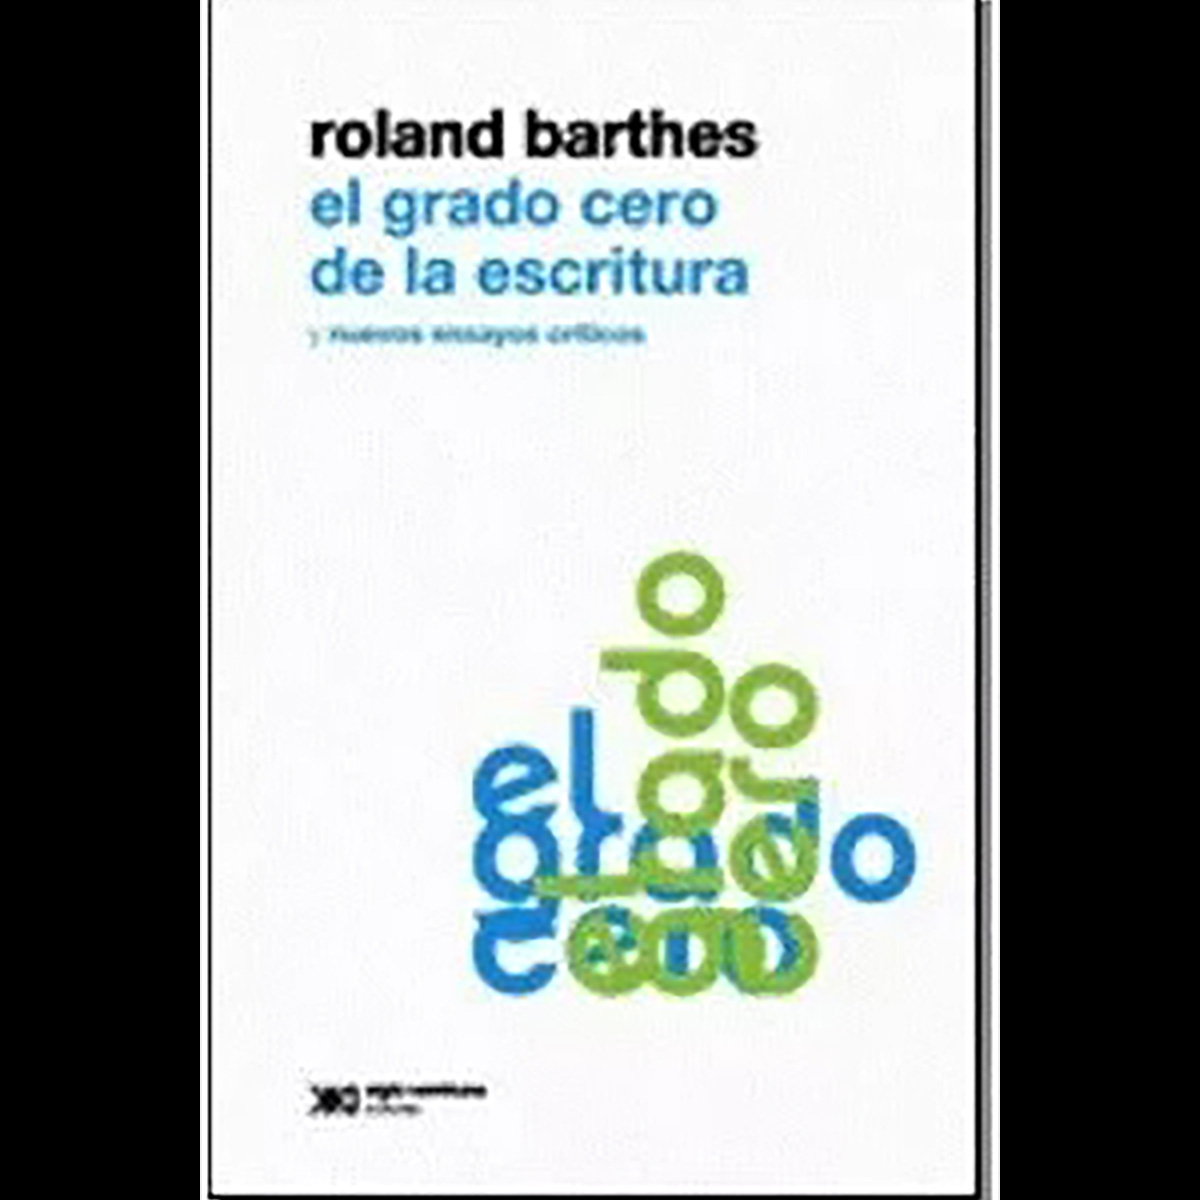 roland barthes
el grado cero
de la escritura
y nuevos ensayos críticos
el
grado
cero
el
grado
cero
siglo veintiuno
editores